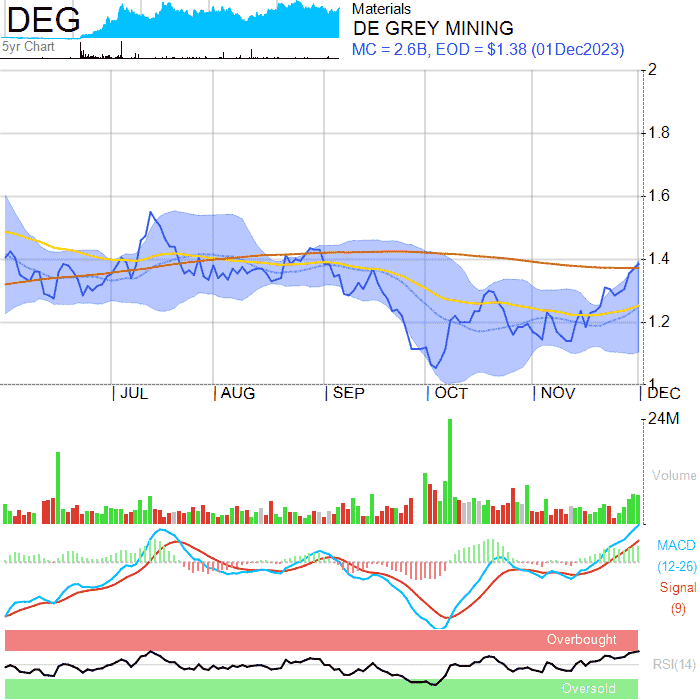 DEG
5yr Chart
Materials
DE GREY MINING
MC = 2.6B, EOD = $1.38 (01Dec2023)
2
1.8
1.6
1.4
1.2
1
JUL
AUG
SEP
OCT
NOV
DEC
24M
Volume
MACD
(12-26)
Signal
(9)
Overbought
RSI(14)
Oversold